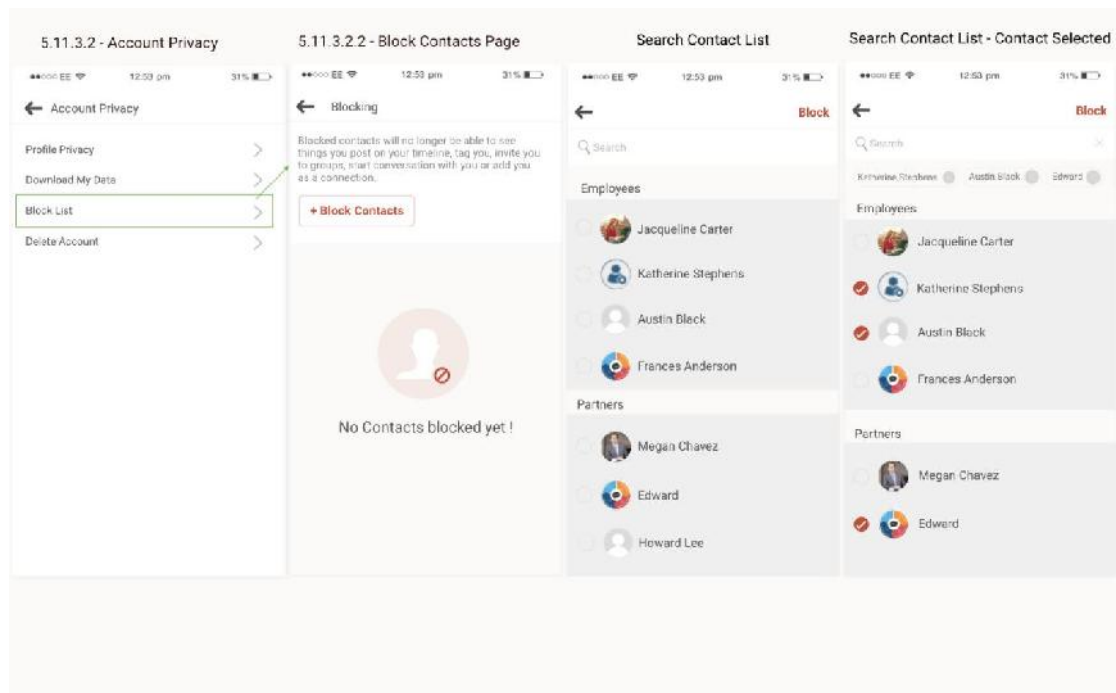 5.11.3.2 - Account Privacy
EE 12:53 pm 31%
Account Privacy
Profile Privacy
Download My Data
Block List
Delete Account
5.11.3.2.2 - Block Contacts Page
EE 12:53 pm 31%
Blocking
Blocked contacts will no longer be able to see
things you post on your timeline, tag you, invite you
to groups, start conversation with you or add you
as a connection.
+ Block Contacts
No Contacts blocked yet !
Search Contact List
EE 12:53 pm 31%
Block
Search
Employees
Jacqueline Carter
Katherine Stephens
Austin Black
Frances Anderson
Partners
Megan Chavez
Edward
Howard Lee
Search Contact List - Contact Selected
EE 12:53 pm 31%
Block
Search
Katherine Stephens Austin Black Edward
Employees
Jacqueline Carter
Katherine Stephens
Austin Black
Frances Anderson
Partners
Megan Chavez
Edward